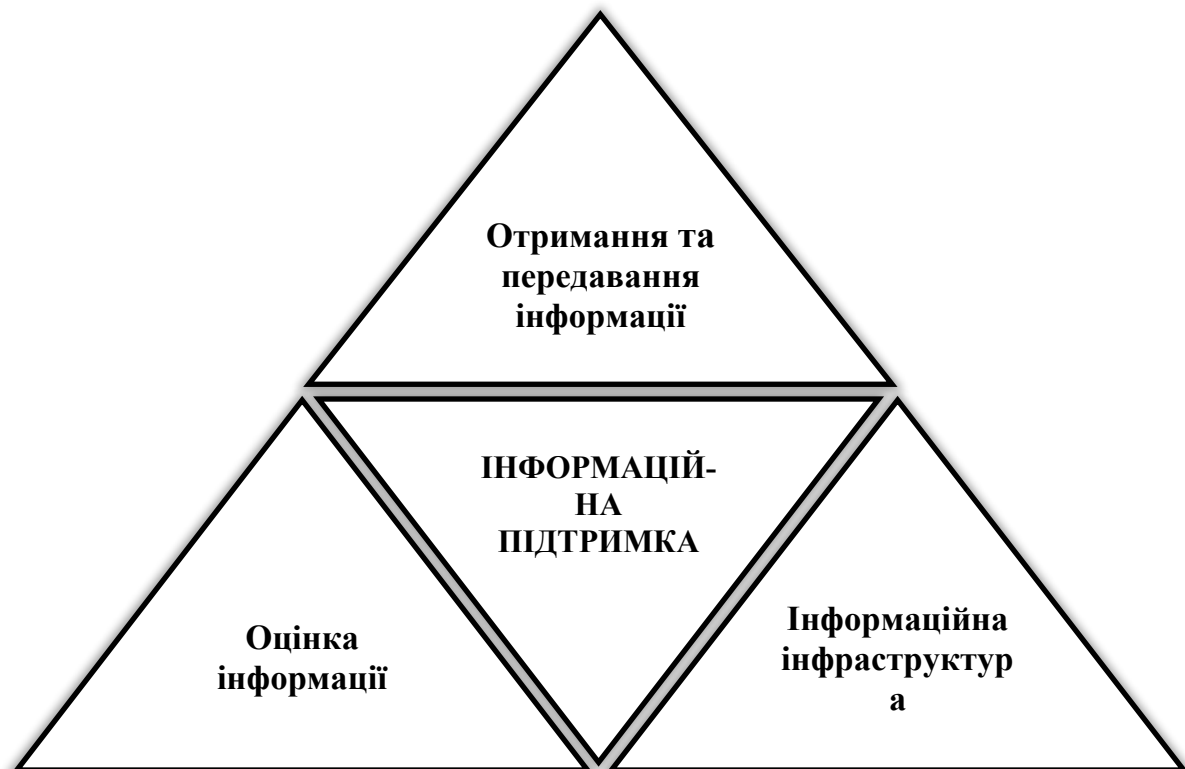 Отримання та
передавання
інформації
ІНФОРМАЦІЙ-
НА
ПІДТРИМКА
Оцінка
інформації
Інформаційна
інфраструктур
а